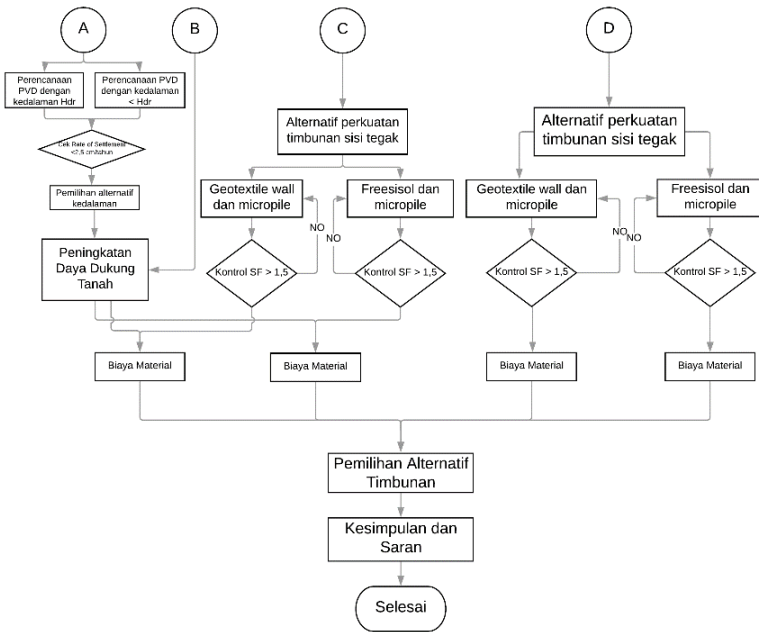 A
B
C
D
Perencanaan
PVD dengan
kedalaman Hdr
Perencanaan PVD
dengan kedalaman
< Hdr
Cek Rate of Settlement
<2,5 cm/tahun
Pemilihan alternatif
kedalaman
Peningkatan
Daya Dukung
Tanah
Alternatif perkuatan
timbunan sisi tegak
Geotextile wall
dan micropile
Freesisol dan
micropile
NO
NO
Kontrol SF > 1,5
Kontrol SF > 1,5
Alternatif perkuatan
timbunan sisi tegak
Geotextile wall dan
micropile
Freesisol dan
micropile
NO
NO
Kontrol SF > 1,5
Kontrol SF > 1,5
Biaya Material
Biaya Material
Biaya Material
Biaya Material
Pemilihan Alternatif
Timbunan
Kesimpulan dan
Saran
Selesai